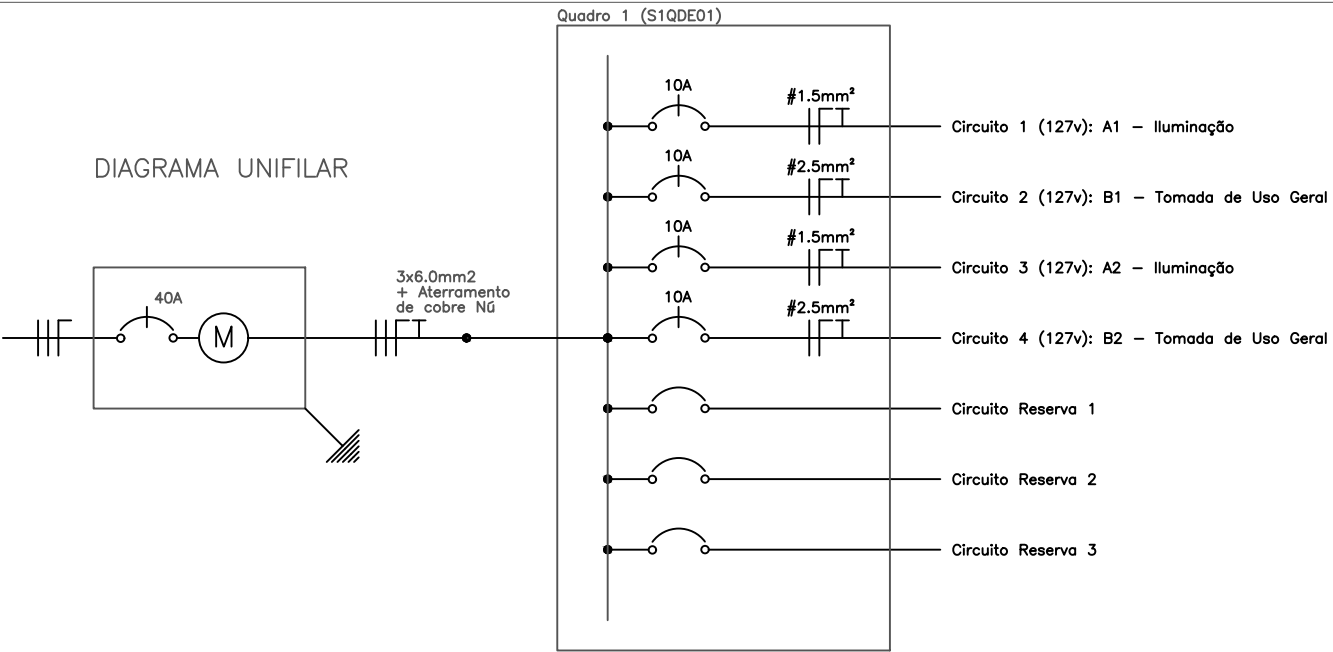 Quadro 1 (S1QDE01)
10A
#1.5mm²
Circuito 1 (127v): A1 – Iluminação
DIAGRAMA UNIFILAR
10A
#2.5mm²
Circuito 2 (127v): B1 – Tomada de Uso Geral
10A
#1.5mm²
Circuito 3 (127v): A2 – Iluminação
40A
M
3x6.0mm2
+ Aterramento
de cobre Nú
10A
#2.5mm²
Circuito 4 (127v): B2 – Tomada de Uso Geral
Circuito Reserva 1
Circuito Reserva 2
Circuito Reserva 3